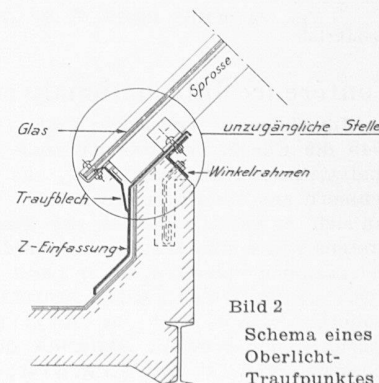 Sprosse
Glas
unzugängliche Stelle
Winkelrahmen
Traufblech
Z-Einfassung
Bild 2
Schema eines
Oberlicht-
Traufpunktes